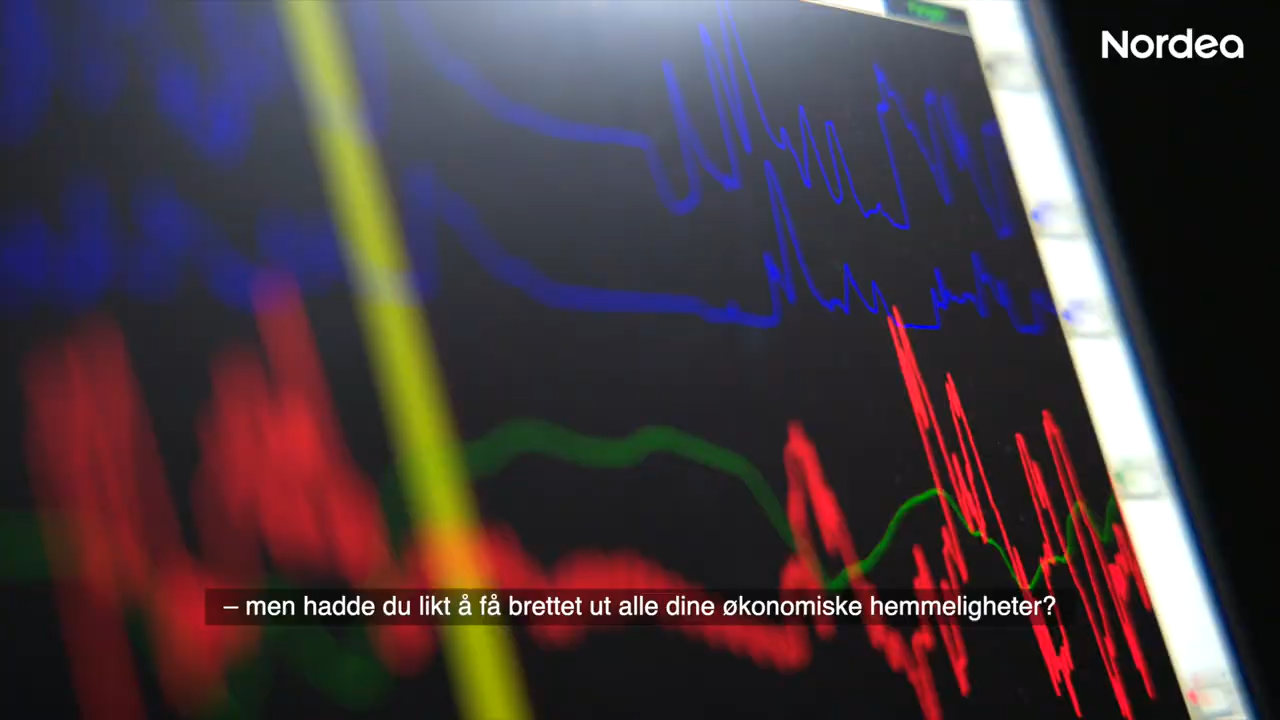 Nordea
– men hadde du likt å få brettet ut alle dine økonomiske hemmeligheter?